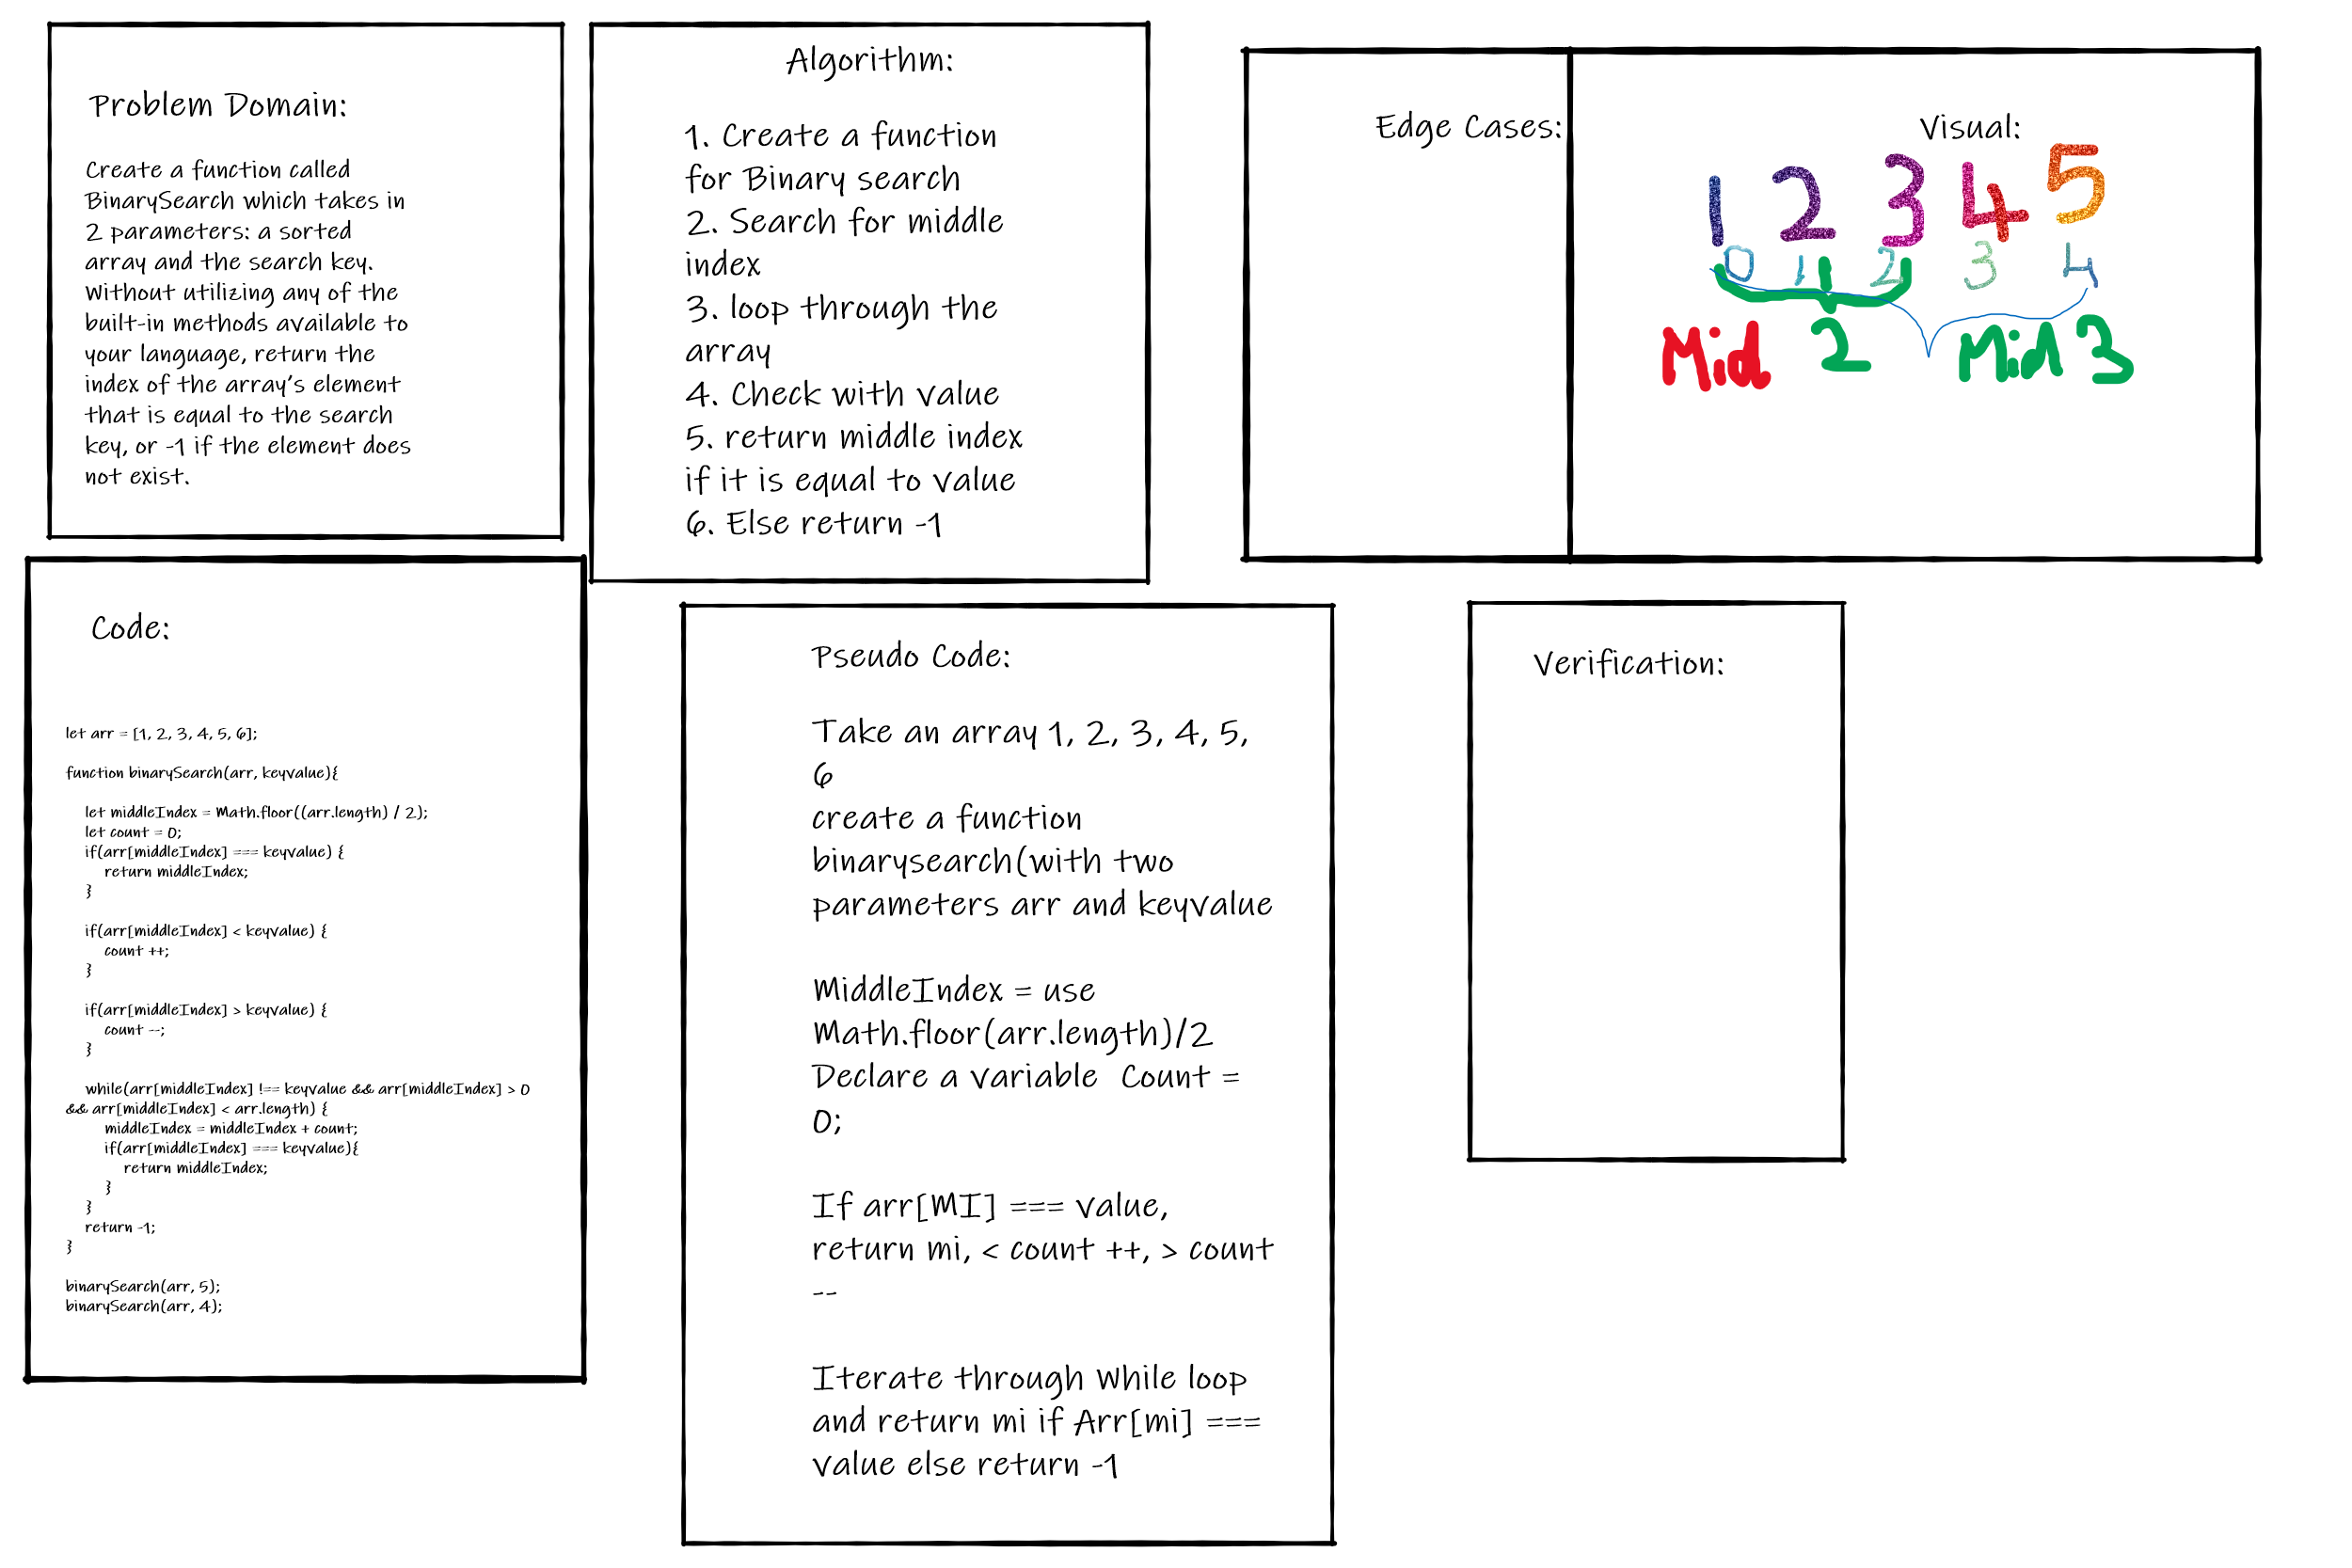 Problem Domain:
Create a function called
BinarySearch which takes in
2 parameters: a sorted
array and the search key.
Without utilizing any of the
built-in methods available to
your language, return the
index of the array's element
that is equal to the search
key, or -1 if the element does
not exist.
Algorithm:
1. Create a function
for Binary search
2. Search for middle
index
3. loop through the
array
4. Check with value
5. return middle index
if it is equal to value
6. Else return -1
Edge Cases:
Visual:
1 2 3 4 5
0 1 2 3 4
Mid 2 Mid 3
Code:
let arr = [1, 2, 3, 4, 5, 6];
function binarySearch(arr, keyvalue){
let middleIndex = Math.floor((arr.length) / 2);
let count = 0;
if(arr[middleIndex] === keyvalue) {
return middleIndex;
}
if(arr[middleIndex] < keyvalue) {
count ++;
}
if(arr[middleIndex] > keyvalue) {
count --;
}
while(arr[middleIndex] !== keyvalue && arr[middleIndex] > 0
&& arr[middleIndex] < arr.length) {
middleIndex = middleIndex + count;
if(arr[middleIndex] === keyvalue){
return middleIndex;
}
}
return -1;
}
binarySearch(arr, 5);
binarySearch(arr, 4);
Pseudo Code:
Take an array 1, 2, 3, 4, 5,
6
create a function
binarysearch(with two
parameters arr and keyvalue
MiddleIndex = use
Math.floor(arr.length)/2
Declare a variable  Count =
0;
If arr[MI] === value,
return mi, < count ++, > count
--
Iterate through While loop
and return mi if Arr[mi] ===
value else return -1
Verification: